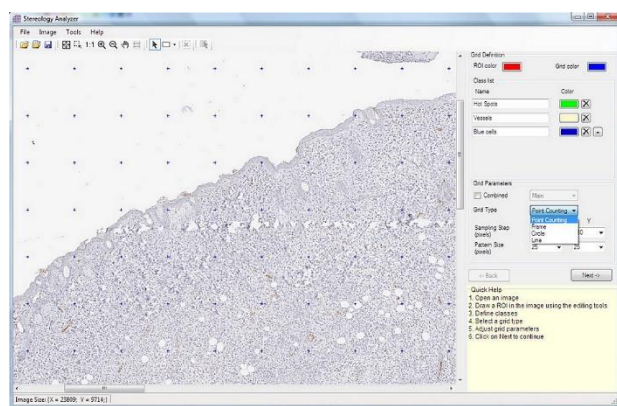 Stereology Analyzer
File Image Tools Help
1:1
Grid Definition
ROI color Grid color
Class list
Name Color
Hot Spots
Vessels
Blue cells
Grid Parameters
Combined Main
Grid Type Point Counting
Point Counting
Frame
Circle
Line
Y
Sampling Step
(pixels)
Pattern Size
(pixels)
25 25
<- Back Next ->
Quick Help
1. Open an image
2. Draw a ROI in the image using the editing tools
3. Define classes
4. Select a grid type
5. Adjust grid parameters
6. Click on Next to continue